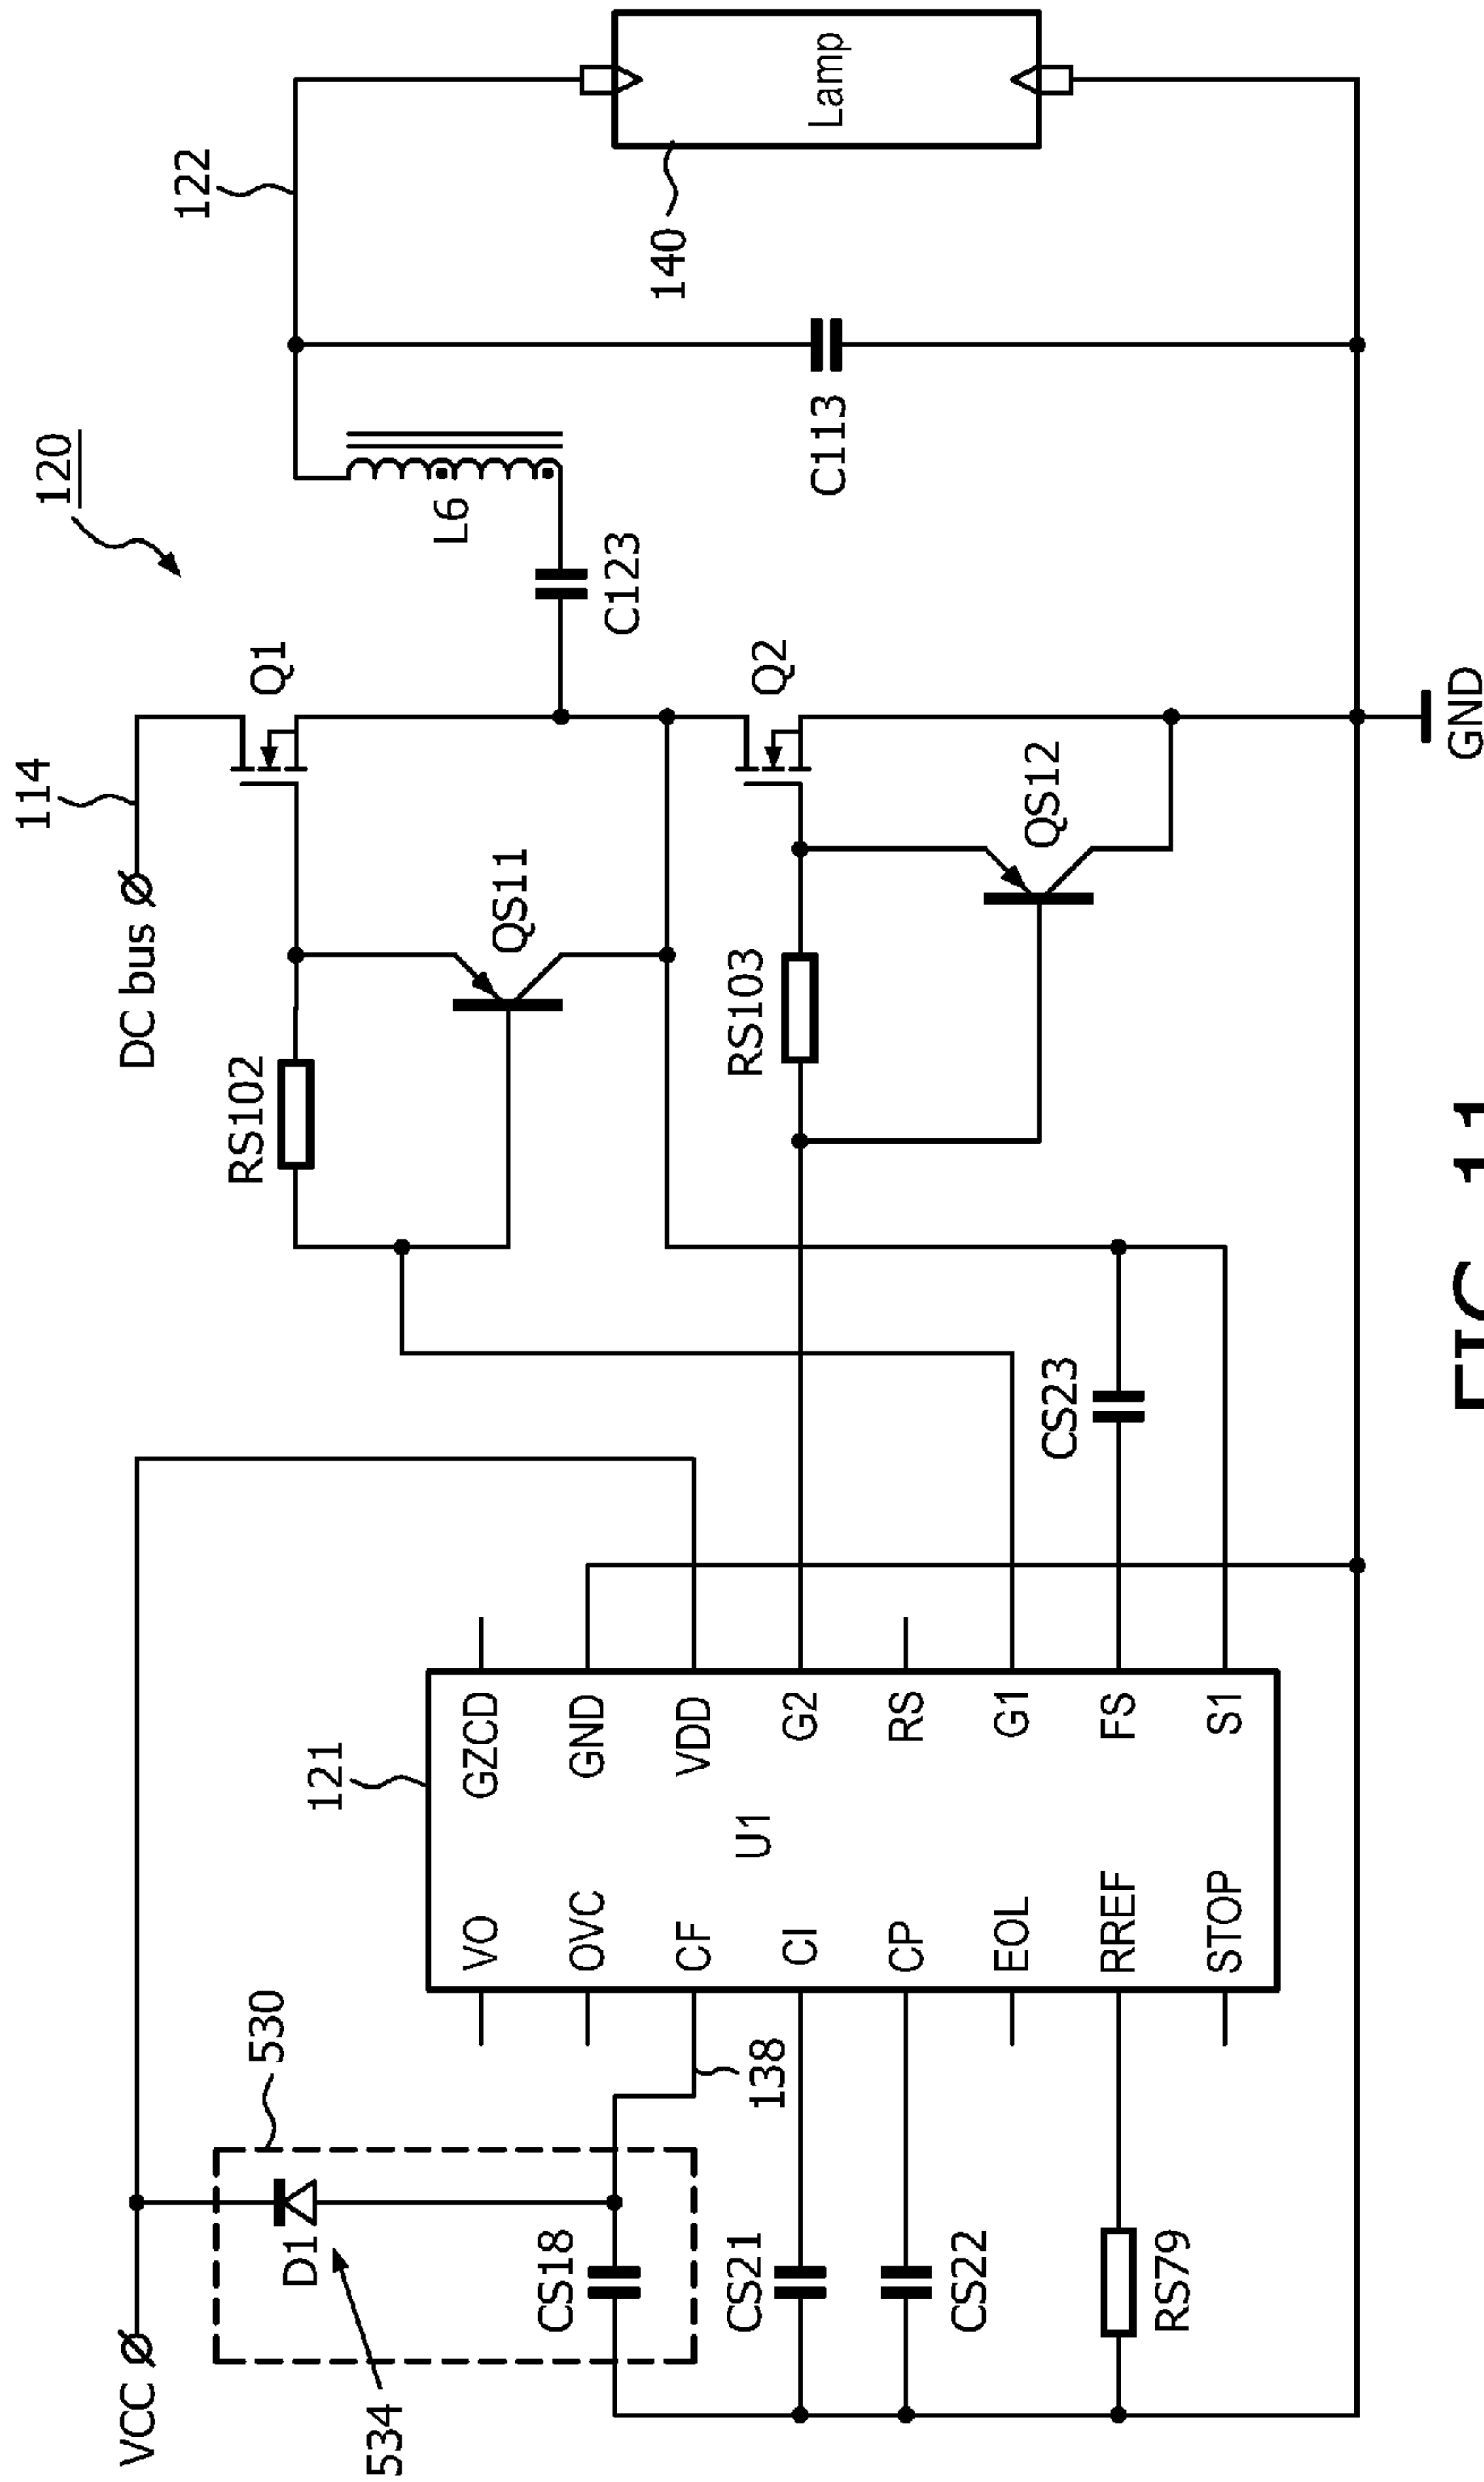 120
114
122
DC bus
Q1
RS102
QS11
L6
C123
Q2
RS103
QS12
C113
140
Lamp
GND
VCC
530
D1
534
CS18
138
CS21
CS22
RS79
121
U1
VO
OVC
CF
CI
CP
EOL
RREF
STOP
GZCD
GND
VDD
G2
RS
G1
FS
S1
CS23
FIG. 11